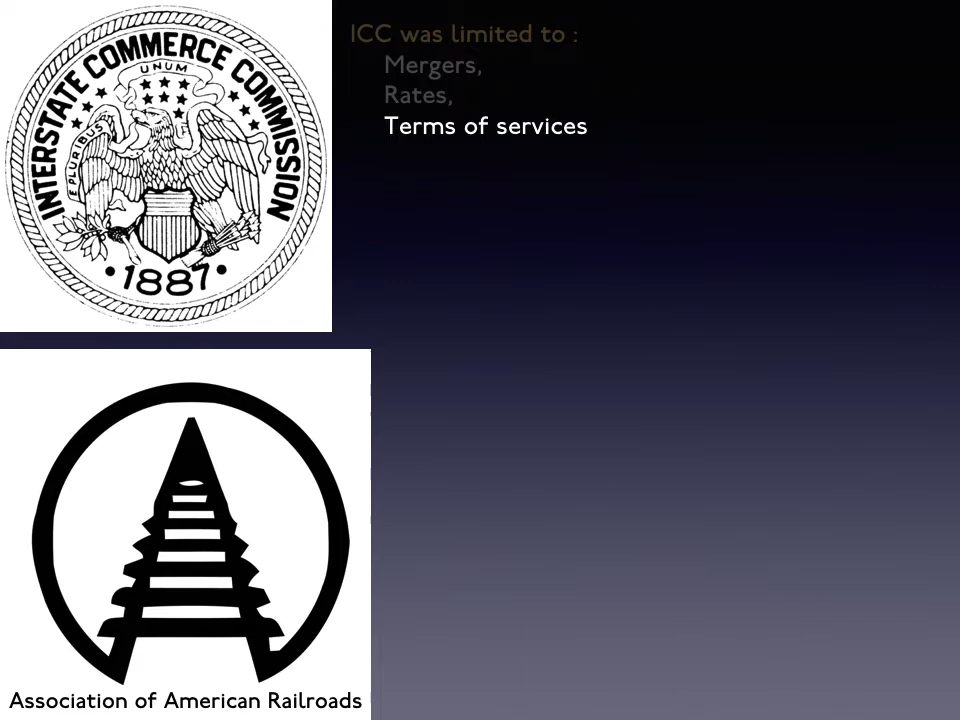 INTERSTATE COMMERCE COMMISSION
E PLURIBUS
UNUM
• 1887 •
ICC was limited to :
Mergers,
Rates,
Terms of services
Association of American Railroads